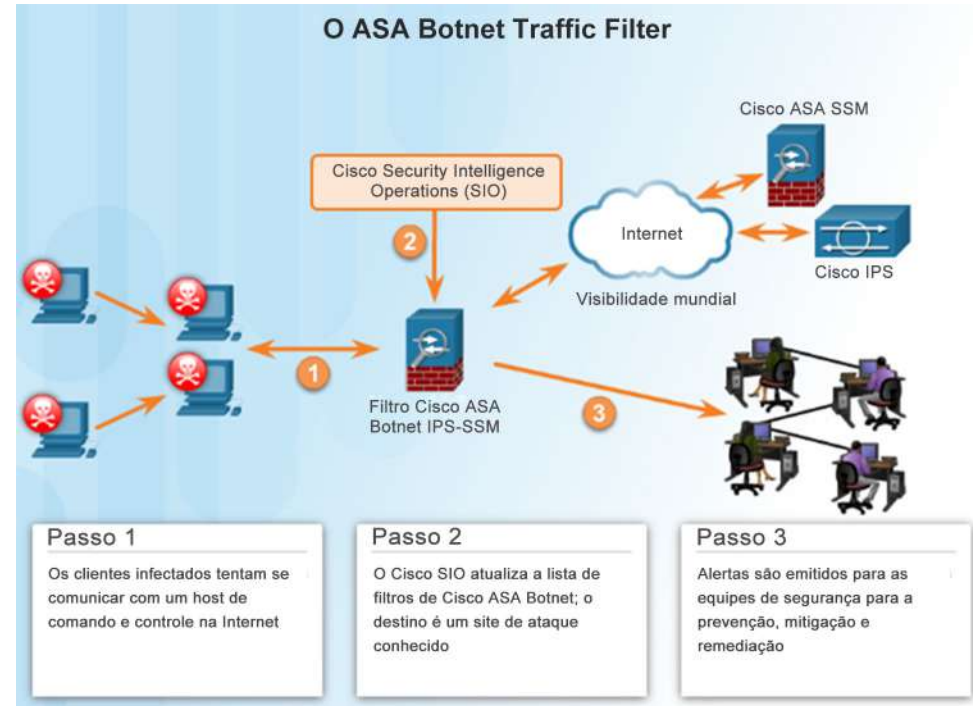 O ASA Botnet Traffic Filter
Cisco ASA SSM
Cisco Security Intelligence
Operations (SIO)
2
Internet
Cisco IPS
Visibilidade mundial
1
Filtro Cisco ASA
Botnet IPS-SSM
3
Passo 1
Os clientes infectados tentam se
comunicar com um host de
comando e controle na Internet
Passo 2
O Cisco SIO atualiza a lista de
filtros de Cisco ASA Botnet; o
destino é um site de ataque
conhecido
Passo 3
Alertas são emitidos para as
equipes de segurança para a
prevenção, mitigação e
remediação